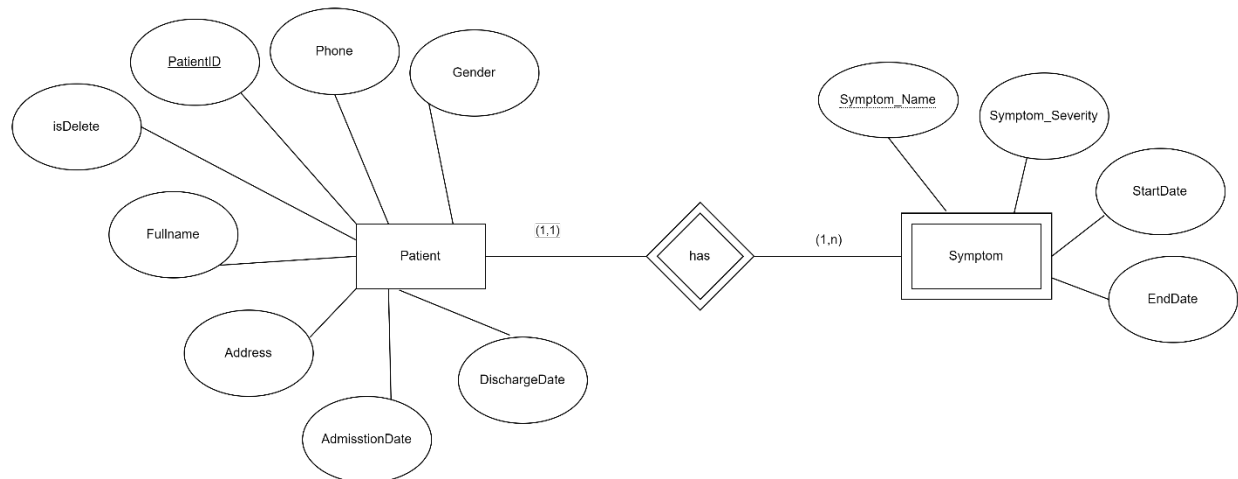 PatientID
Phone
Gender
isDelete
Fullname
Address
AdmisstionDate
DischargeDate
Patient
(1,1)
has
(1,n)
Symptom
Symptom_Name
Symptom_Severity
StartDate
EndDate